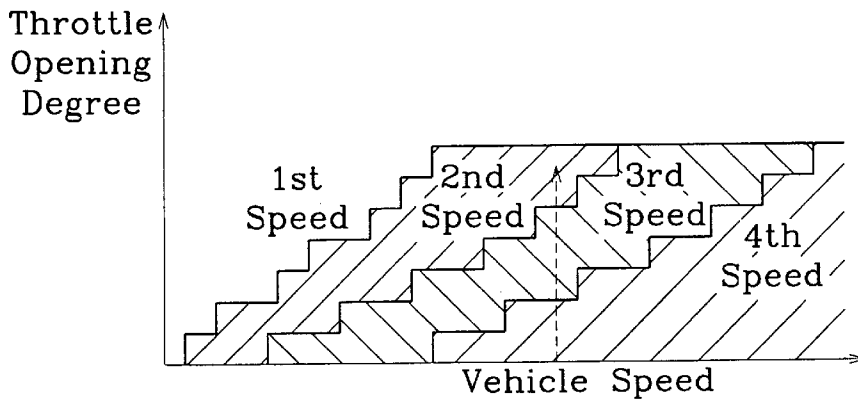 Throttle
Opening
Degree
1st
Speed
2nd
Speed
3rd
Speed
4th
Speed
Vehicle Speed